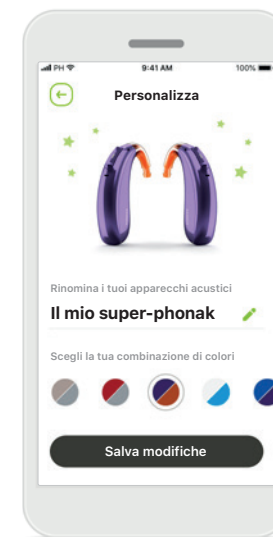 PH 9:41 AM 100%
Personalizza
Rinomina i tuoi apparecchi acustici
Il mio super-phonak
Scegli la tua combinazione di colori
Salva modifiche